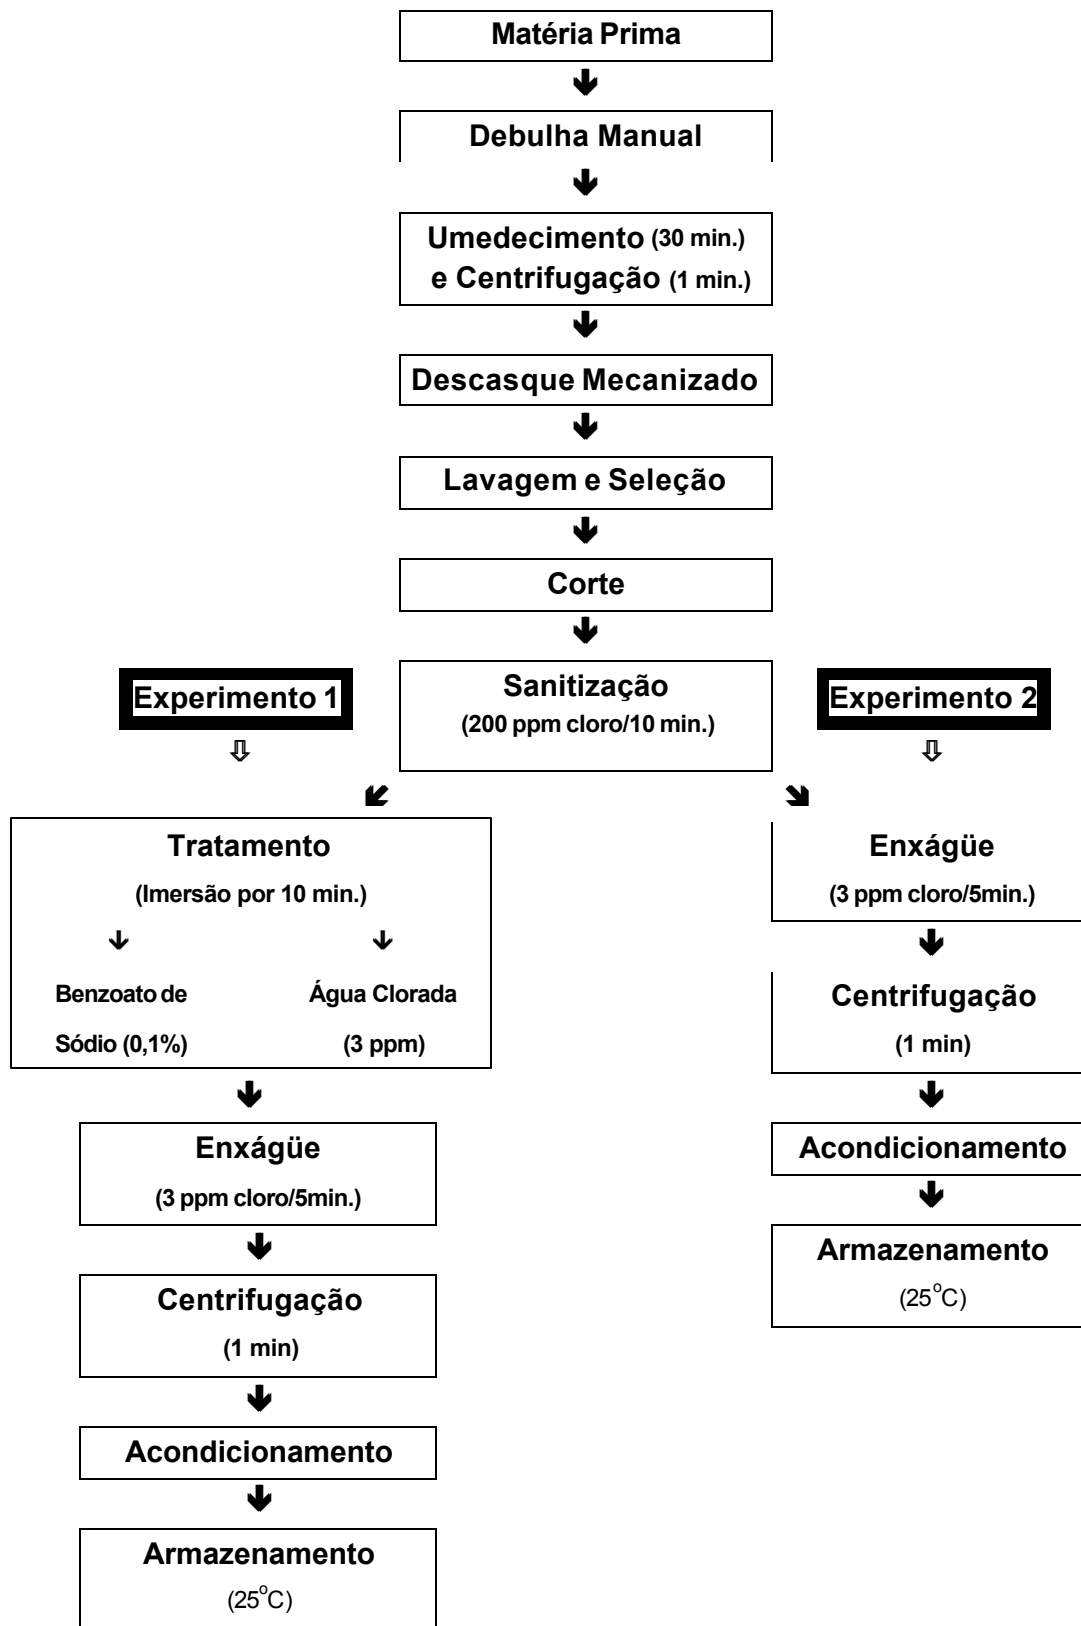 Matéria Prima
Debulha Manual
Umedecimento (30 min.)
e Centrifugação (1 min.)
Descasque Mecanizado
Lavagem e Seleção
Corte
Sanitização
(200 ppm cloro/10 min.)
Experimento 1
Tratamento
(Imersão por 10 min.)
Benzoato de
Sódio (0,1%)
Água Clorada
(3 ppm)
Enxágüe
(3 ppm cloro/5min.)
Centrifugação
(1 min)
Acondicionamento
Armazenamento
(25°C)
Experimento 2
Enxágüe
(3 ppm cloro/5min.)
Centrifugação
(1 min)
Acondicionamento
Armazenamento
(25°C)